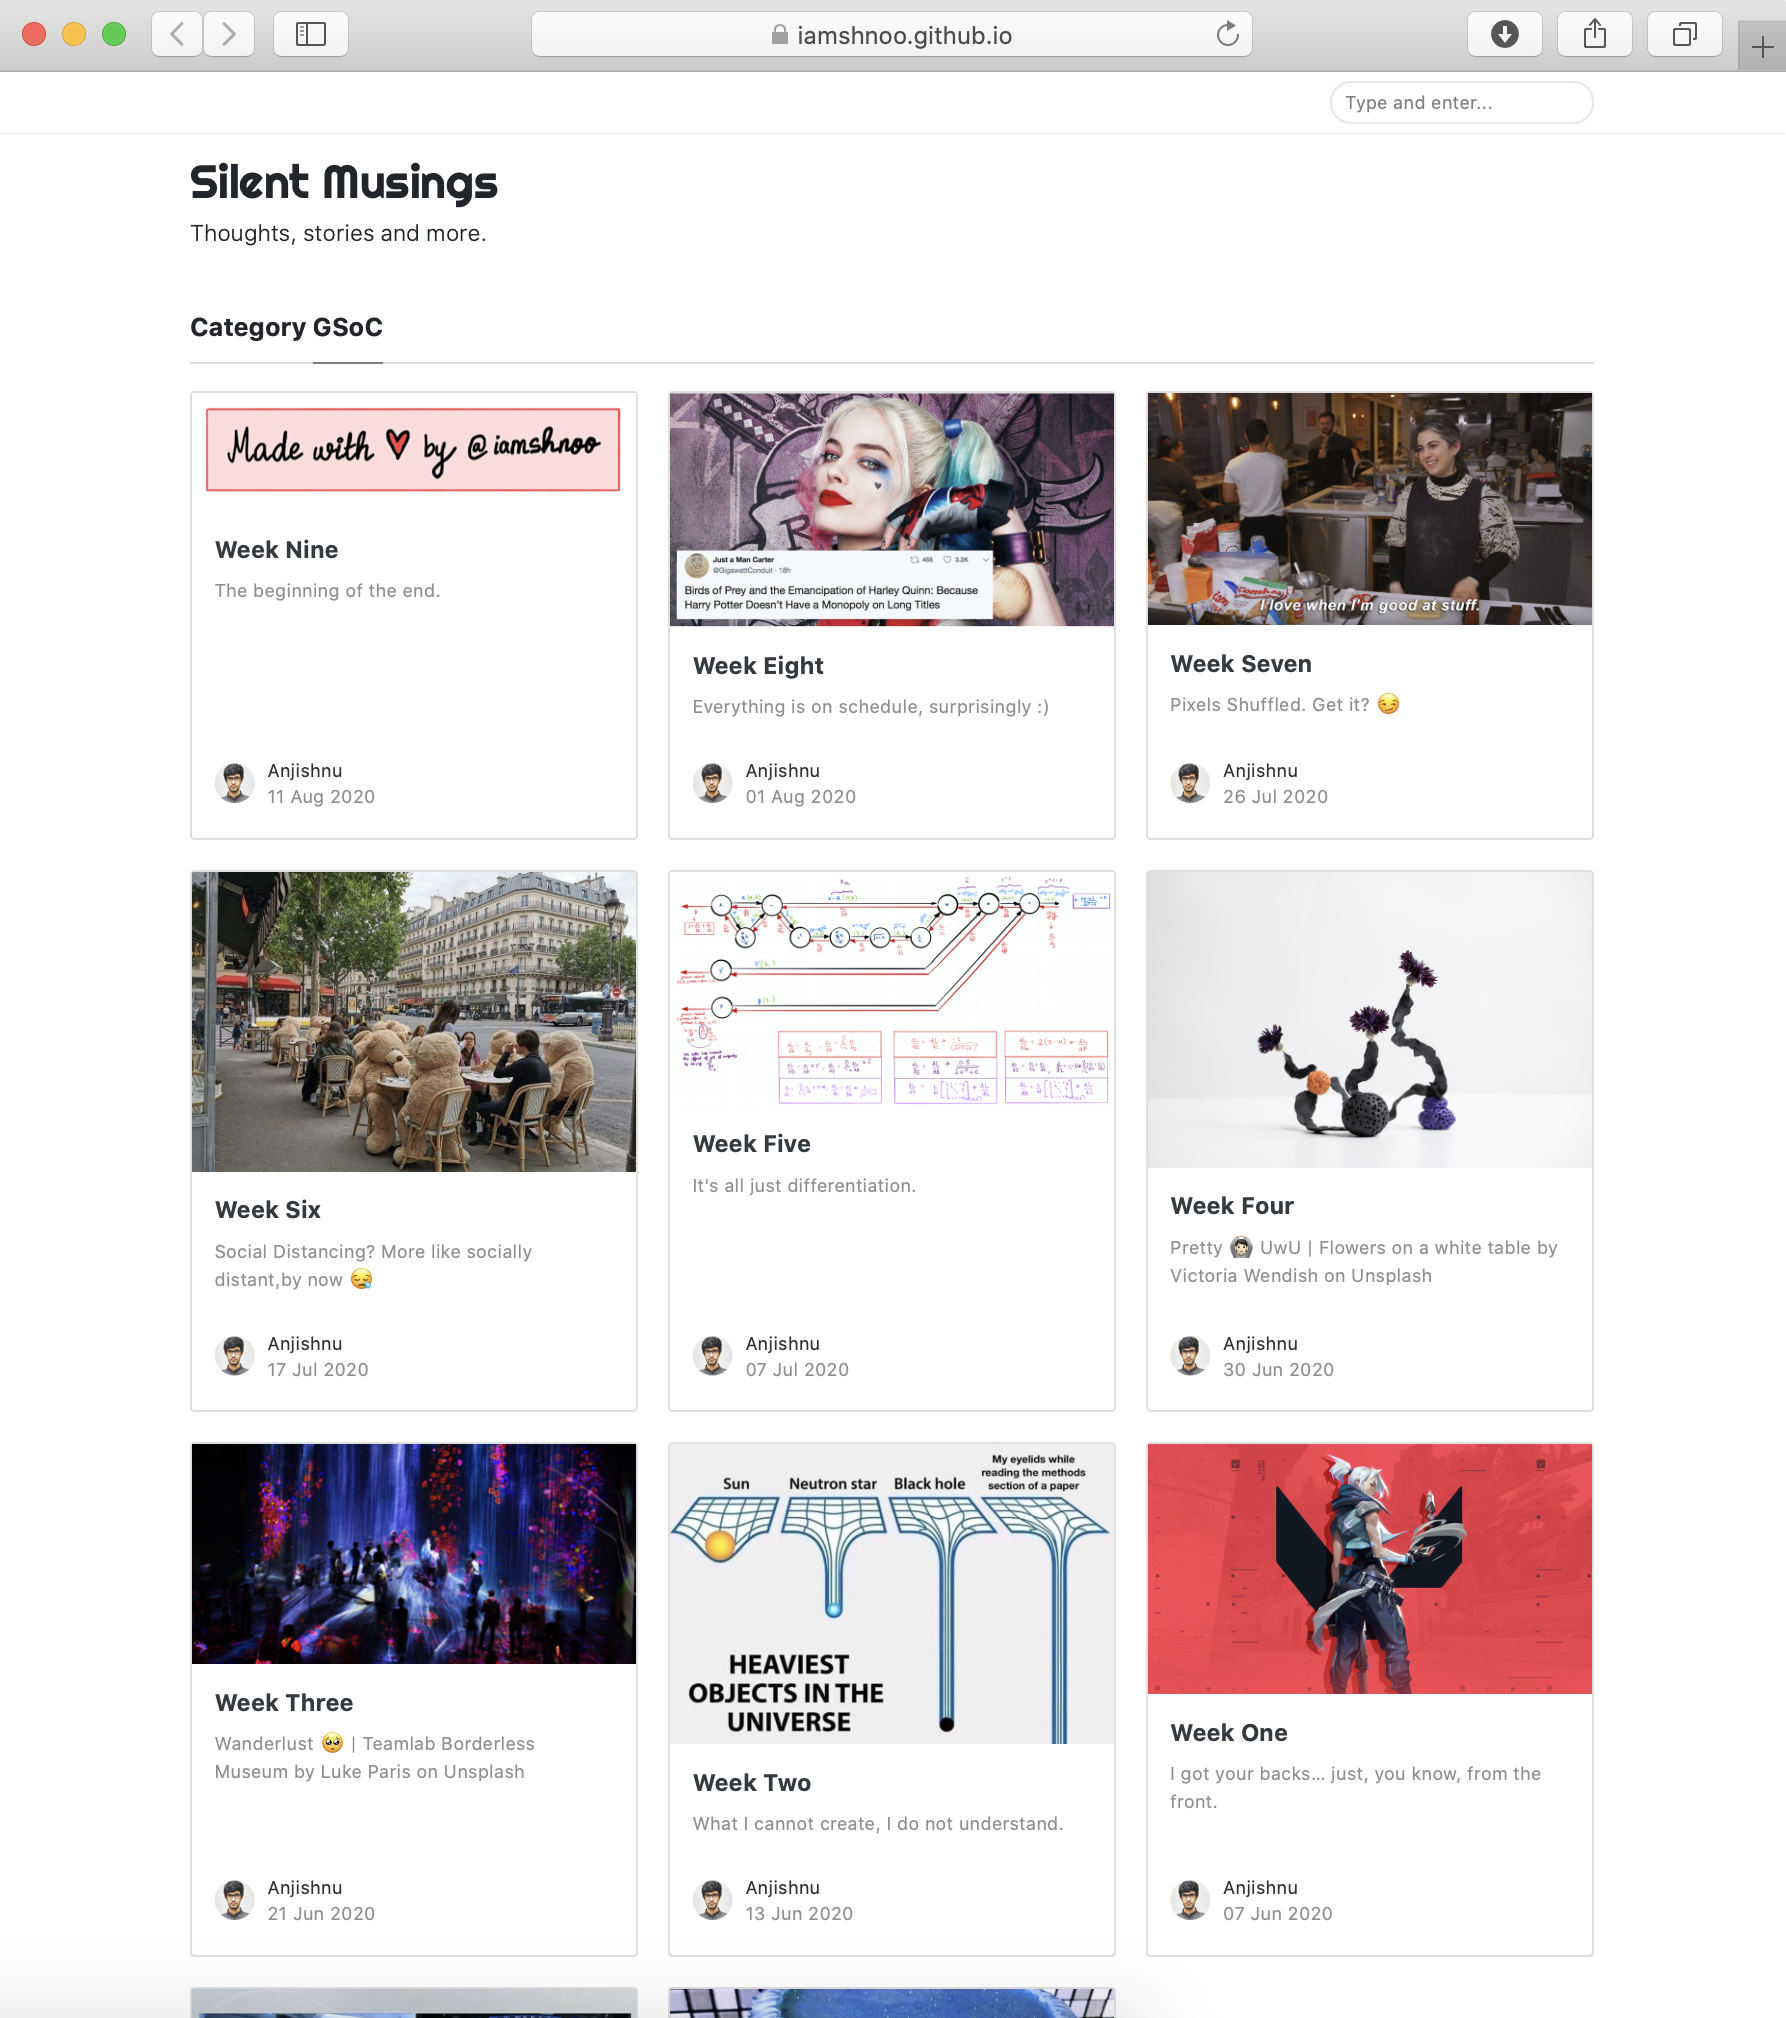 iamshnoo.github.io
Type and enter...
Silent Musings
Thoughts, stories and more.
Category GSoC
Made with ❤ by @iamshnoo
Week Nine
The beginning of the end.
Anjishnu
11 Aug 2020
Just a Man Carter
@GigawattConduit · 18h
455 3.2K
Birds of Prey and the Emancipation of Harley Quinn: Because
Harry Potter Doesn't Have a Monopoly on Long Titles
Week Eight
Everything is on schedule, surprisingly :)
Anjishnu
01 Aug 2020
I love when I'm good at stuff.
Week Seven
Pixels Shuffled. Get it? 😏
Anjishnu
26 Jul 2020
Week Six
Social Distancing? More like socially
distant,by now 😪
Anjishnu
17 Jul 2020
Week Five
It's all just differentiation.
Anjishnu
07 Jul 2020
Week Four
Pretty 👰🏻 UwU | Flowers on a white table by
Victoria Wendish on Unsplash
Anjishnu
30 Jun 2020
Week Three
Wanderlust 🥺 | Teamlab Borderless
Museum by Luke Paris on Unsplash
Anjishnu
21 Jun 2020
Sun
Neutron star
Black hole
My eyelids while
reading the methods
section of a paper
HEAVIEST
OBJECTS IN THE
UNIVERSE
Week Two
What I cannot create, I do not understand.
Anjishnu
13 Jun 2020
Week One
I got your backs... just, you know, from the
front.
Anjishnu
07 Jun 2020